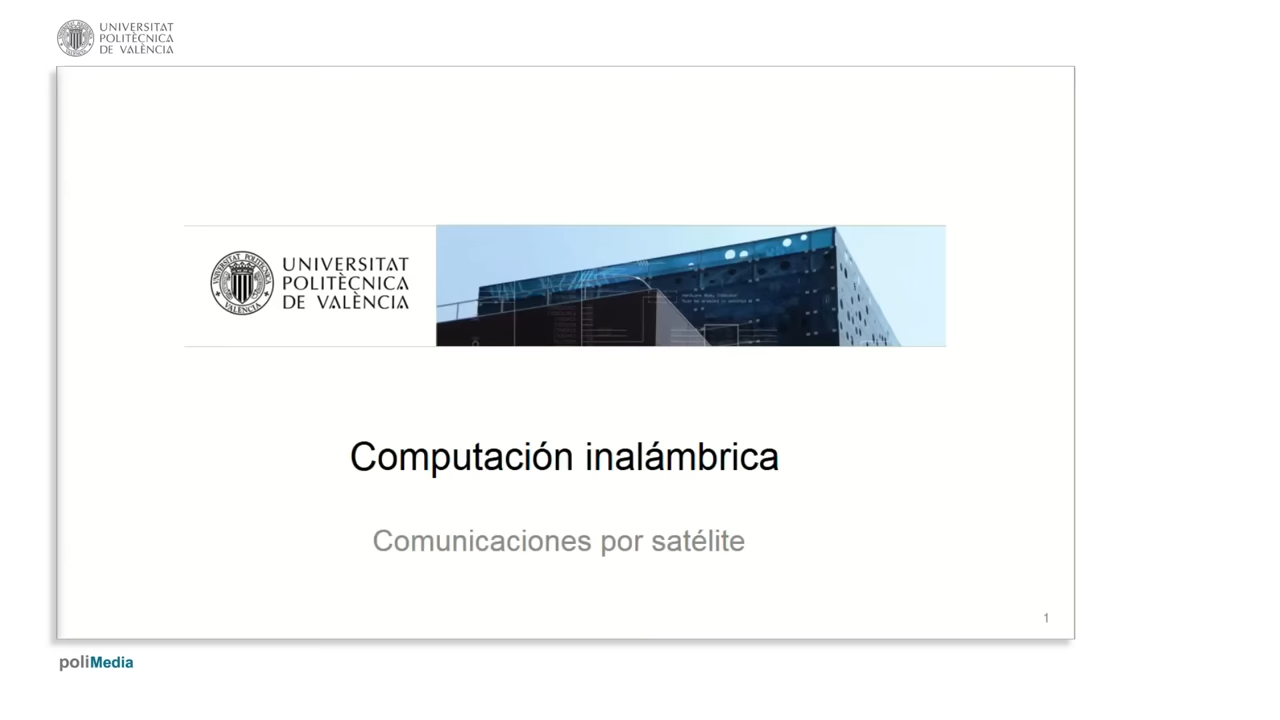 UNIVERSITAT
POLITÈCNICA
DE VALÈNCIA
UNIVERSITAT
POLITÈCNICA
DE VALÈNCIA
Computación inalámbrica
Comunicaciones por satélite
1
poliMedia